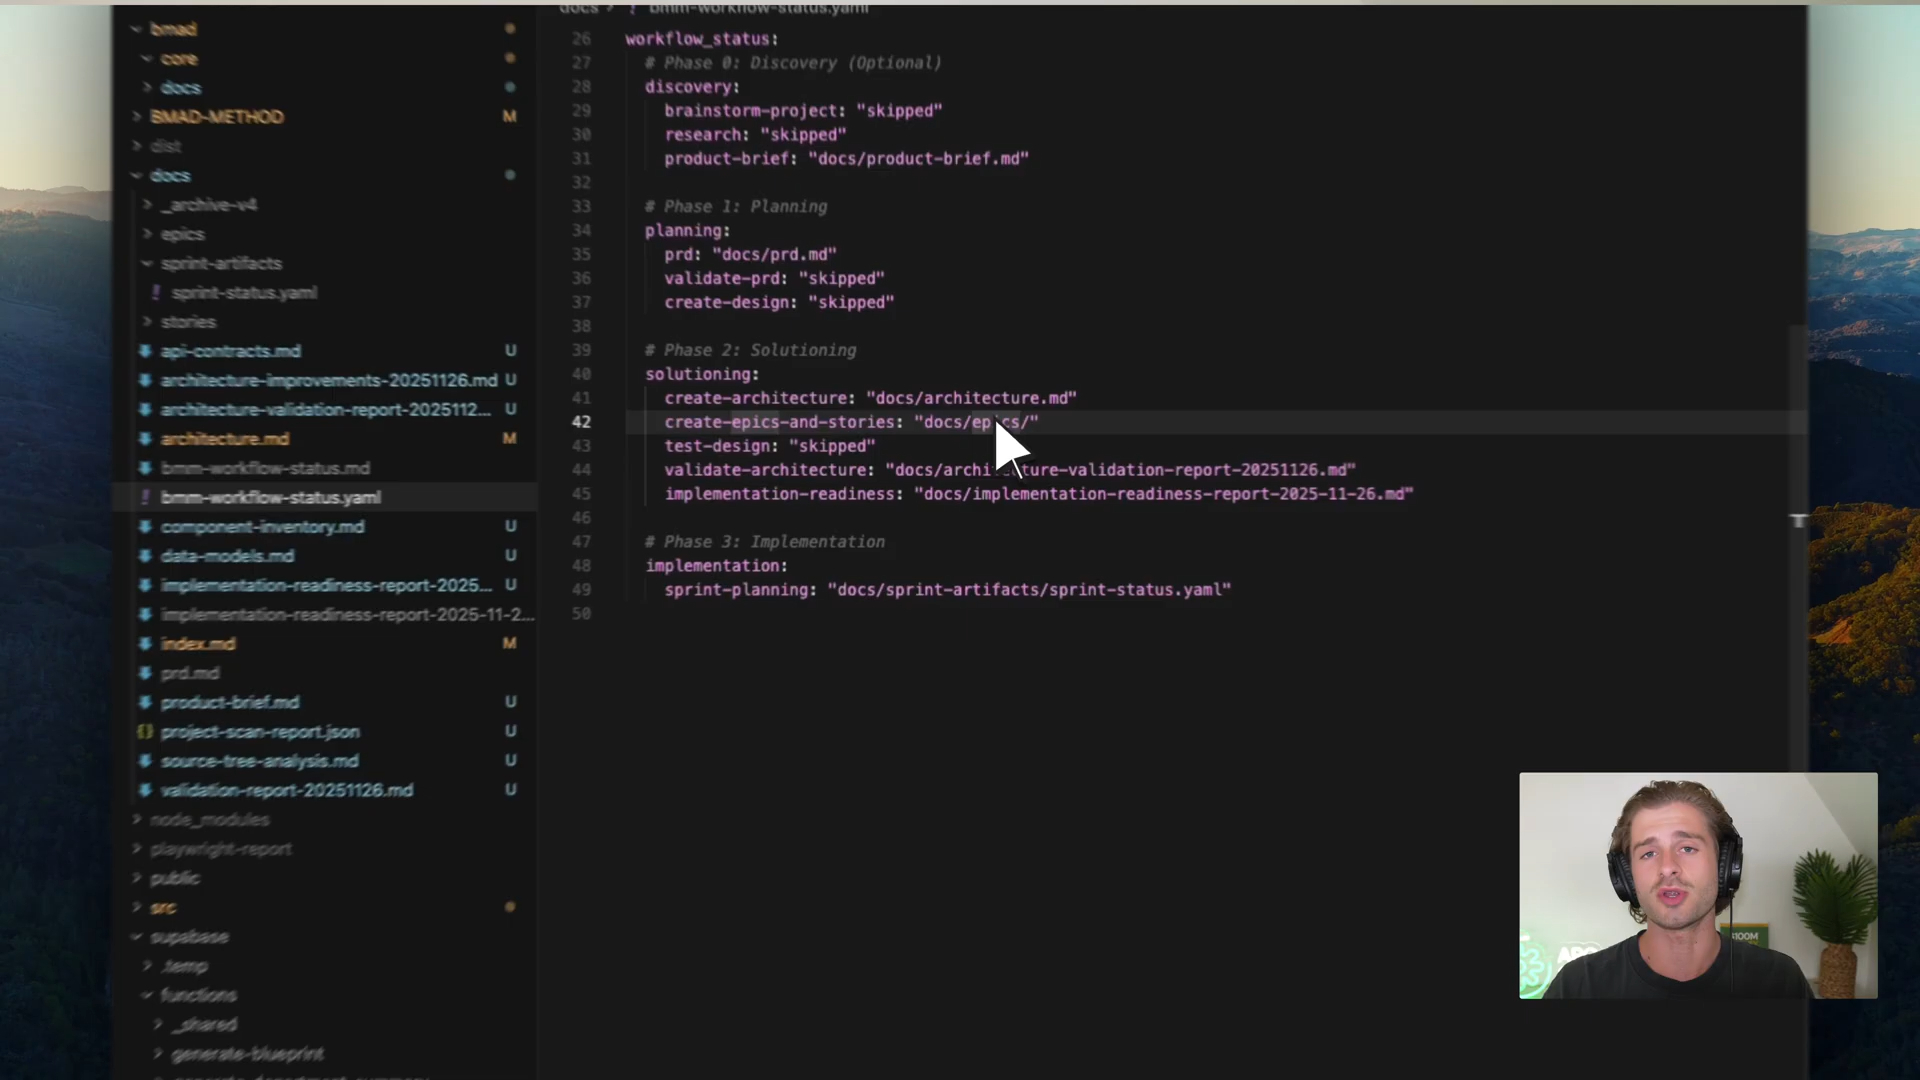 docs > ! bmm-workflow-status.yaml
bmad
core
docs
BMAD-METHOD M
dist
docs
_archive-v4
epics
sprint-artifacts
! sprint-status.yaml
stories
api-contracts.md U
architecture-improvements-20251126.md U
architecture-validation-report-2025112... U
architecture.md M
bmm-workflow-status.md
! bmm-workflow-status.yaml
component-inventory.md U
data-models.md U
implementation-readiness-report-2025... U
implementation-readiness-report-2025-11-2...
index.md M
prd.md
product-brief.md U
{} project-scan-report.json U
source-tree-analysis.md U
validation-report-20251126.md U
node_modules
playwright-report
public
src
supabase
.temp
functions
_shared
generate-blueprint
26 workflow_status:
27 # Phase 0: Discovery (Optional)
28 discovery:
29 brainstorm-project: "skipped"
30 research: "skipped"
31 product-brief: "docs/product-brief.md"
32
33 # Phase 1: Planning
34 planning:
35 prd: "docs/prd.md"
36 validate-prd: "skipped"
37 create-design: "skipped"
38
39 # Phase 2: Solutioning
40 solutioning:
41 create-architecture: "docs/architecture.md"
42 create-epics-and-stories: "docs/epics/"
43 test-design: "skipped"
44 validate-architecture: "docs/architecture-validation-report-20251126.md"
45 implementation-readiness: "docs/implementation-readiness-report-2025-11-26.md"
46
47 # Phase 3: Implementation
48 implementation:
49 sprint-planning: "docs/sprint-artifacts/sprint-status.yaml"
50
$100M